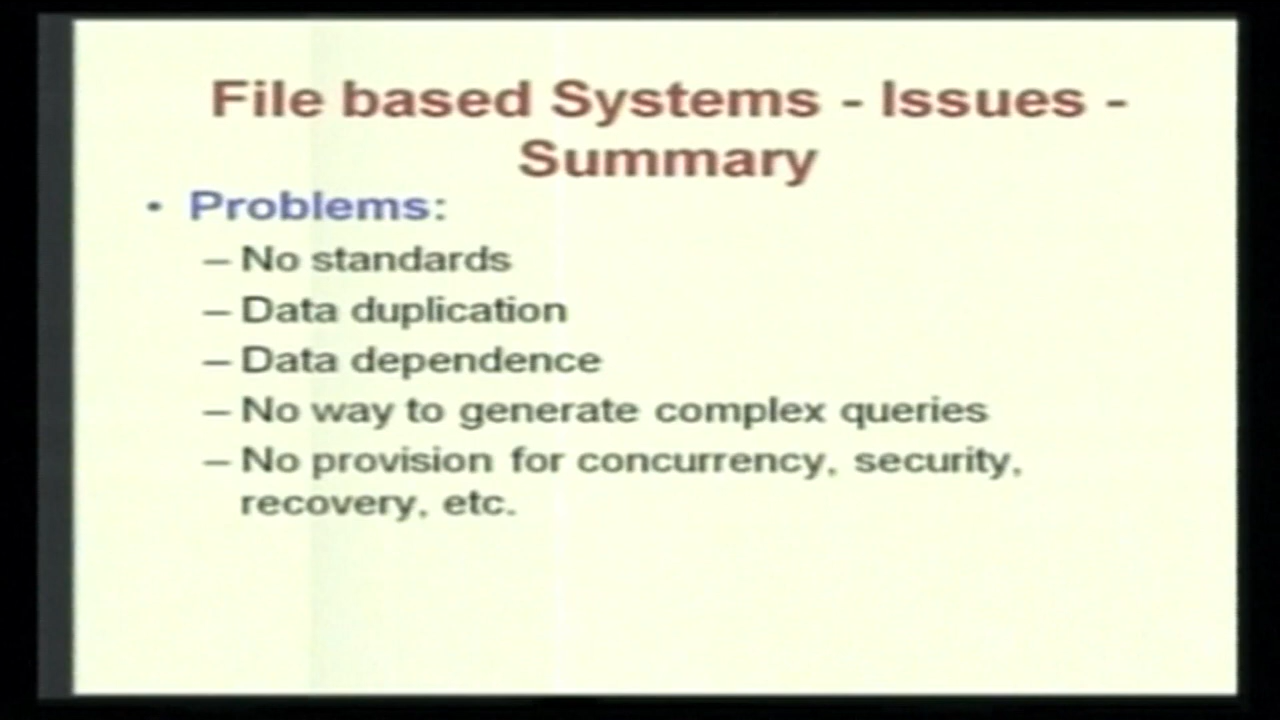 File based Systems - Issues -
Summary
• Problems:
– No standards
– Data duplication
– Data dependence
– No way to generate complex queries
– No provision for concurrency, security,
recovery, etc.